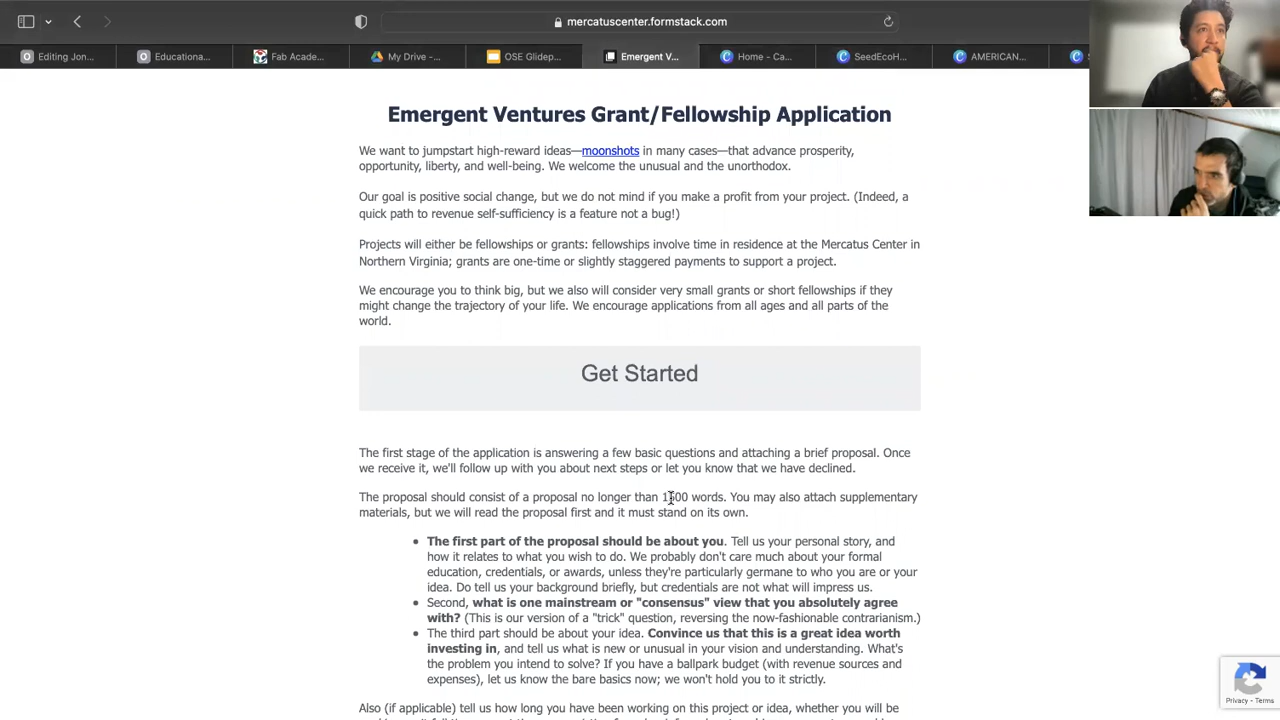 mercatuscenter.formstack.com
Editing Jon... Educationa... Fab Acade... My Drive -... OSE Glidep... Emergent V... Home - Ca... SeedEcoH... AMERICAN...
Emergent Ventures Grant/Fellowship Application
We want to jumpstart high-reward ideas—moonshots in many cases—that advance prosperity,
opportunity, liberty, and well-being. We welcome the unusual and the unorthodox.
Our goal is positive social change, but we do not mind if you make a profit from your project. (Indeed, a
quick path to revenue self-sufficiency is a feature not a bug!)
Projects will either be fellowships or grants: fellowships involve time in residence at the Mercatus Center in
Northern Virginia; grants are one-time or slightly staggered payments to support a project.
We encourage you to think big, but we also will consider very small grants or short fellowships if they
might change the trajectory of your life. We encourage applications from all ages and all parts of the
world.
Get Started
The first stage of the application is answering a few basic questions and attaching a brief proposal. Once
we receive it, we'll follow up with you about next steps or let you know that we have declined.
The proposal should consist of a proposal no longer than words. You may also attach supplementary
materials, but we will read the proposal first and it must stand on its own.
• The first part of the proposal should be about you. Tell us your personal story, and
how it relates to what you wish to do. We probably don't care much about your formal
education, credentials, or awards, unless they're particularly germane to who you are or your
idea. Do tell us your background briefly, but credentials are not what will impress us.
• Second, what is one mainstream or "consensus" view that you absolutely agree
with? (This is our version of a "trick" question, reversing the now-fashionable contrarianism.)
• The third part should be about your idea. Convince us that this is a great idea worth
investing in, and tell us what is new or unusual in your vision and understanding. What's
the problem you intend to solve? If you have a ballpark budget (with revenue sources and
expenses), let us know the bare basics now; we won't hold you to it strictly.
Also (if applicable) tell us how long you have been working on this project or idea, whether you will be
Privacy - Terms